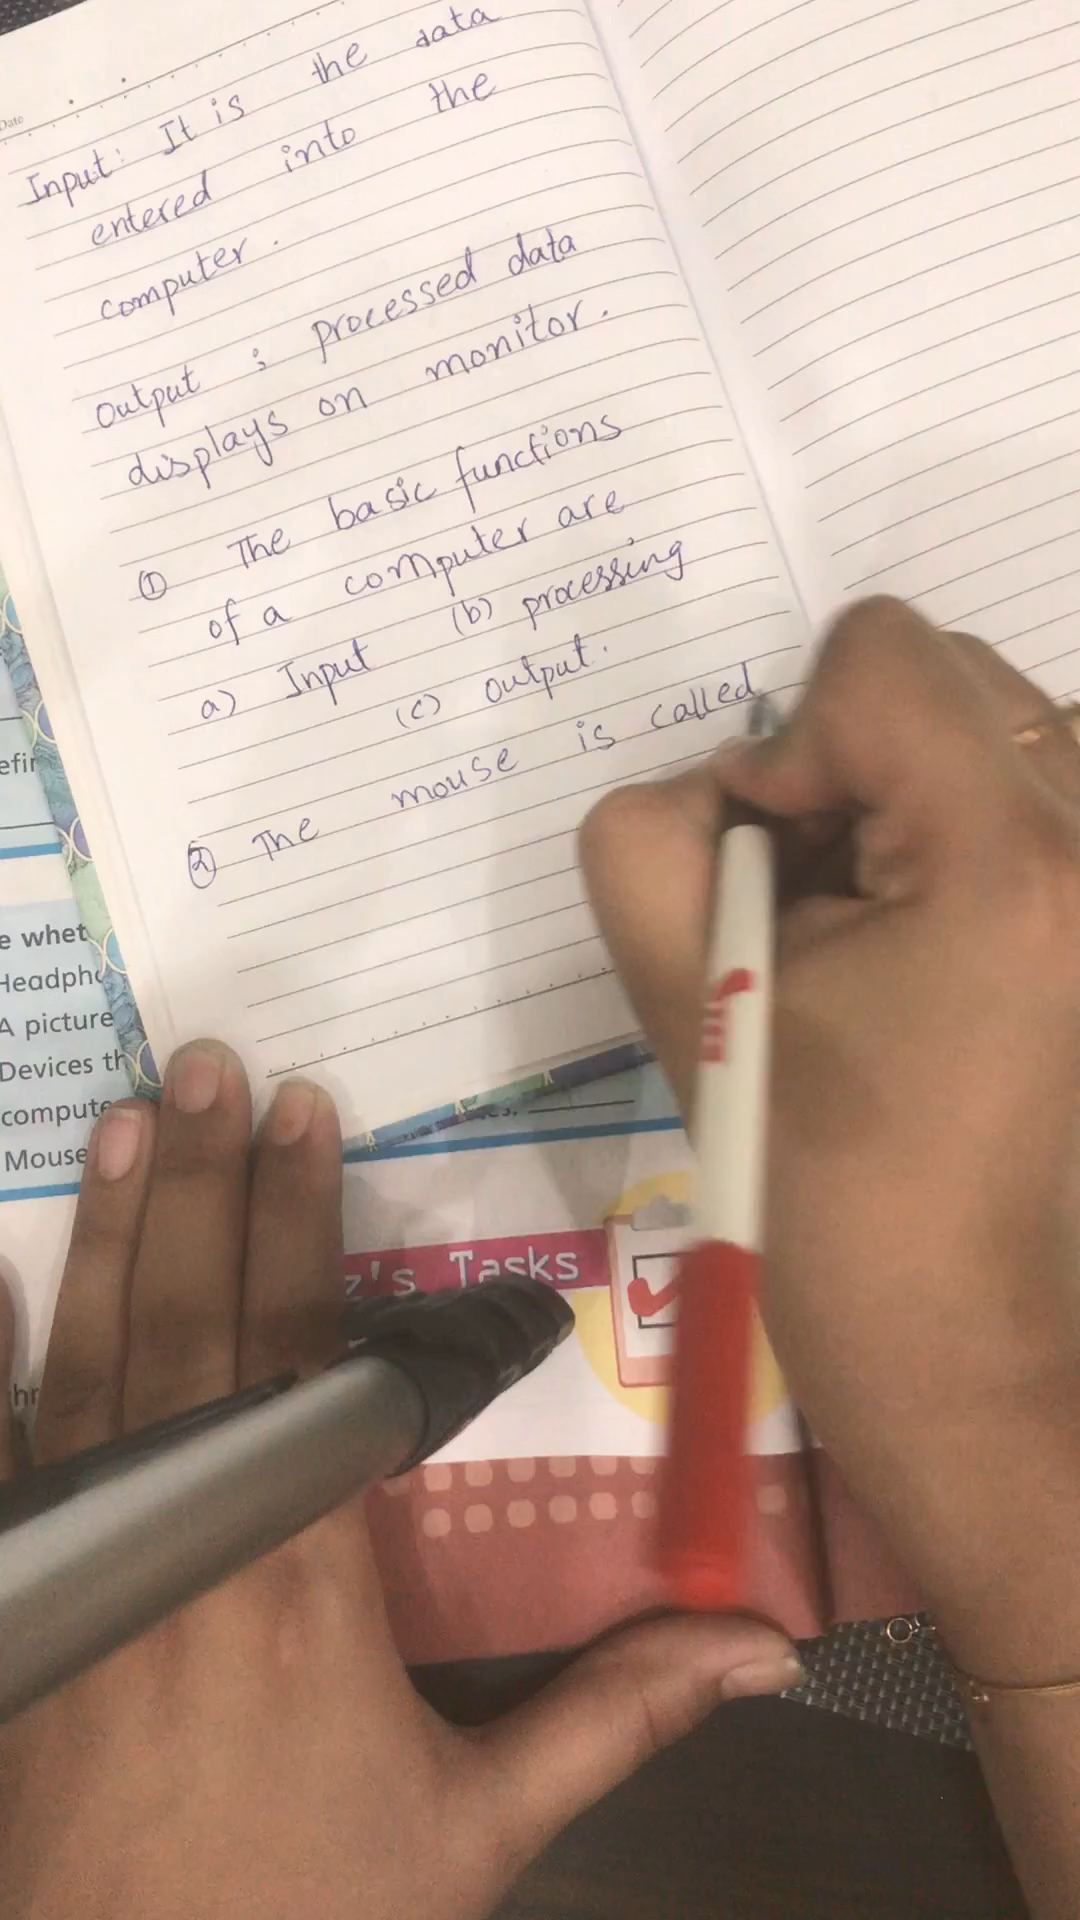 Date
Input: It is the data
entered into the
computer.
output : processed data
displays on monitor.
① The basic functions
of a computer are
a) Input (b) processing
(c) output.
② The mouse is called
e whet
A picture
Devices th
compute
Mouse
z's Tasks